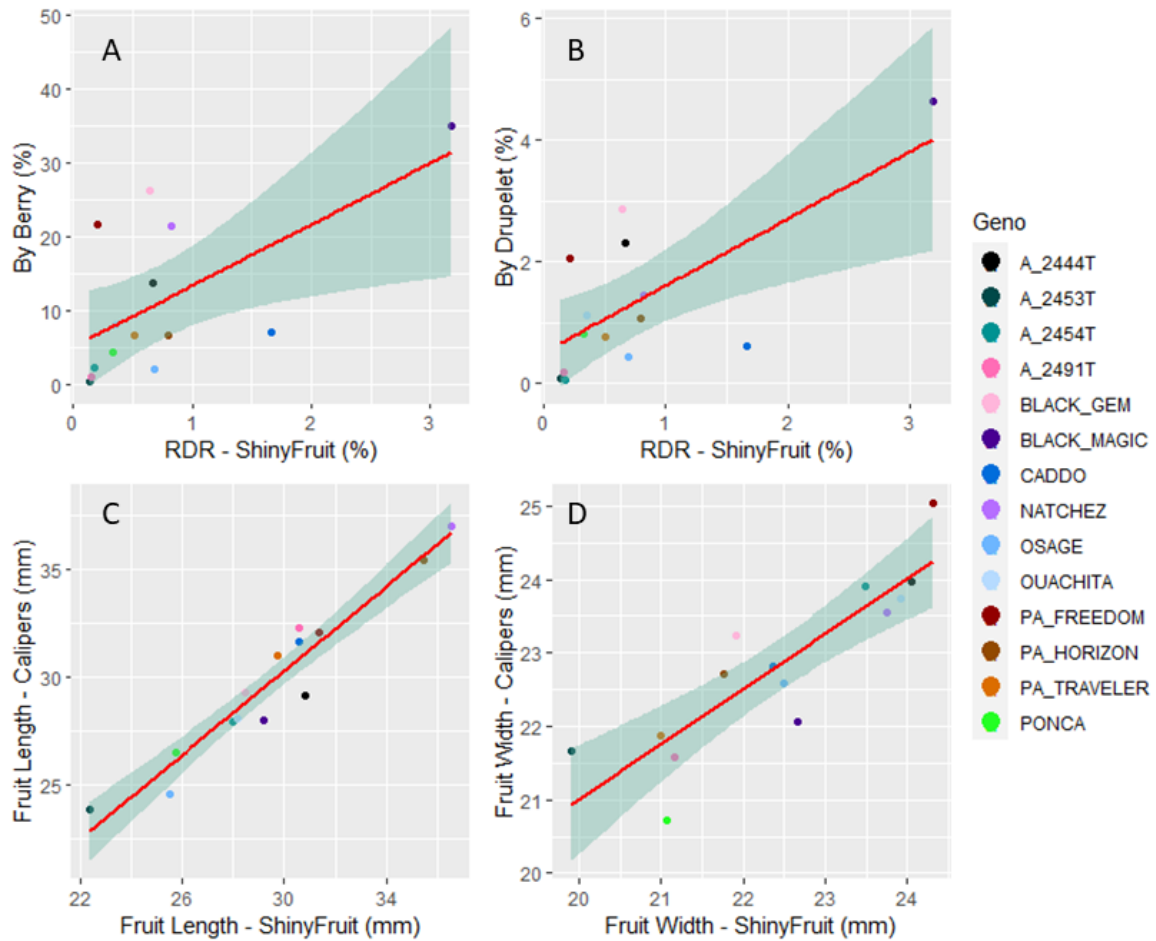 A
By Berry (%)
50
40
30
20
10
0
0 1 2 3
RDR - ShinyFruit (%)
B
By Drupelet (%)
6
4
2
0
0 1 2 3
RDR - ShinyFruit (%)
C
Fruit Length - Calipers (mm)
35
30
25
22 26 30 34
Fruit Length - ShinyFruit (mm)
D
Fruit Width - Calipers (mm)
25
24
23
22
21
20
20 21 22 23 24
Fruit Width - ShinyFruit (mm)
Geno
A_2444T
A_2453T
A_2454T
A_2491T
BLACK_GEM
BLACK_MAGIC
CADDO
NATCHEZ
OSAGE
OUACHITA
PA_FREEDOM
PA_HORIZON
PA_TRAVELER
PONCA